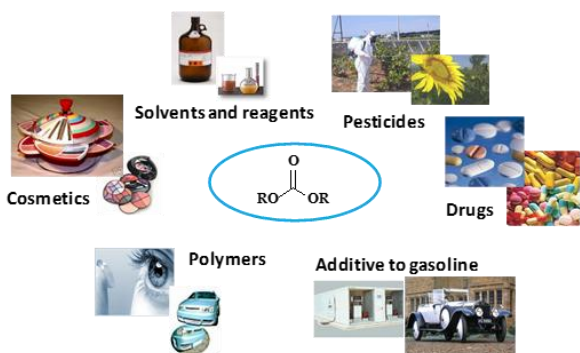 Solvents and reagents
Pesticides
Cosmetics
O
RO OR
Drugs
Polymers
Additive to gasoline